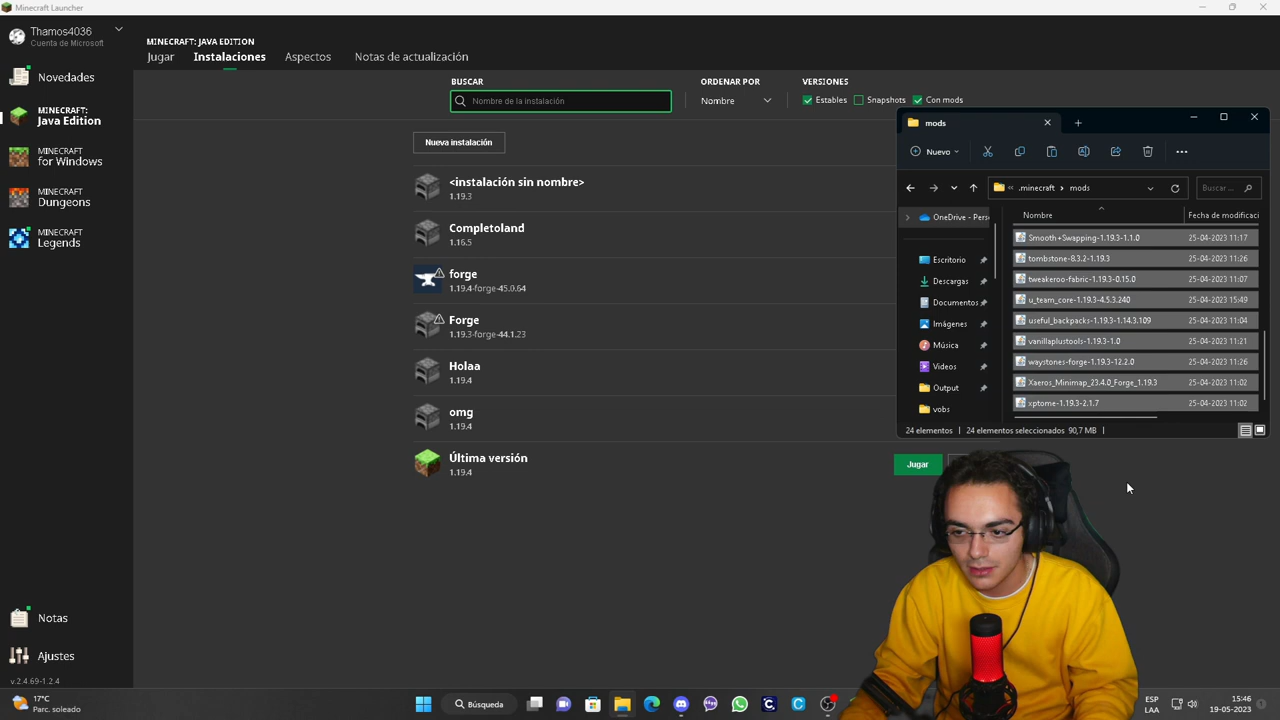 Minecraft Launcher
Thamos4036
Cuenta de Microsoft
Novedades
MINECRAFT:
Java Edition
MINECRAFT
for Windows
MINECRAFT
Dungeons
MINECRAFT
Legends
Notas
Ajustes
v.2.4.69-1.2.4
MINECRAFT: JAVA EDITION
Jugar Instalaciones Aspectos Notas de actualización
BUSCAR
Nombre de la instalación
ORDENAR POR
Nombre
VERSIONES
Estables Snapshots Con mods
Nueva instalación
<instalación sin nombre>
1.19.3
Completoland
1.16.5
forge
1.19.4-forge-45.0.64
Forge
1.19.3-forge-44.1.23
Holaa
1.19.4
omg
1.19.4
Última versión
1.19.4
Jugar
mods
Nuevo
.minecraft > mods
Buscar ...
OneDrive - Pers
Escritorio
Descargas
Documentos
Imágenes
Música
Videos
Output
vobs
Nombre Fecha de modificaci
Smooth+Swapping-1.19.3-1.1.0 25-04-2023 11:17
tombstone-8.3.2-1.19.3 25-04-2023 11:26
tweakeroo-fabric-1.19.3-0.15.0 25-04-2023 11:07
u_team_core-1.19.3-4.5.3.240 25-04-2023 15:49
useful_backpacks-1.19.3-1.14.3.109 25-04-2023 11:04
vanillaplustools-1.19.3-1.0 25-04-2023 11:21
waystones-forge-1.19.3-12.2.0 25-04-2023 11:26
Xaeros_Minimap_23.4.0_Forge_1.19.3 25-04-2023 11:02
xptome-1.19.3-2.1.7 25-04-2023 11:02
24 elementos | 24 elementos seleccionados 90,7 MB
17°C
Parc. soleado
Búsqueda
ESP
LAA
15:46
19-05-2023